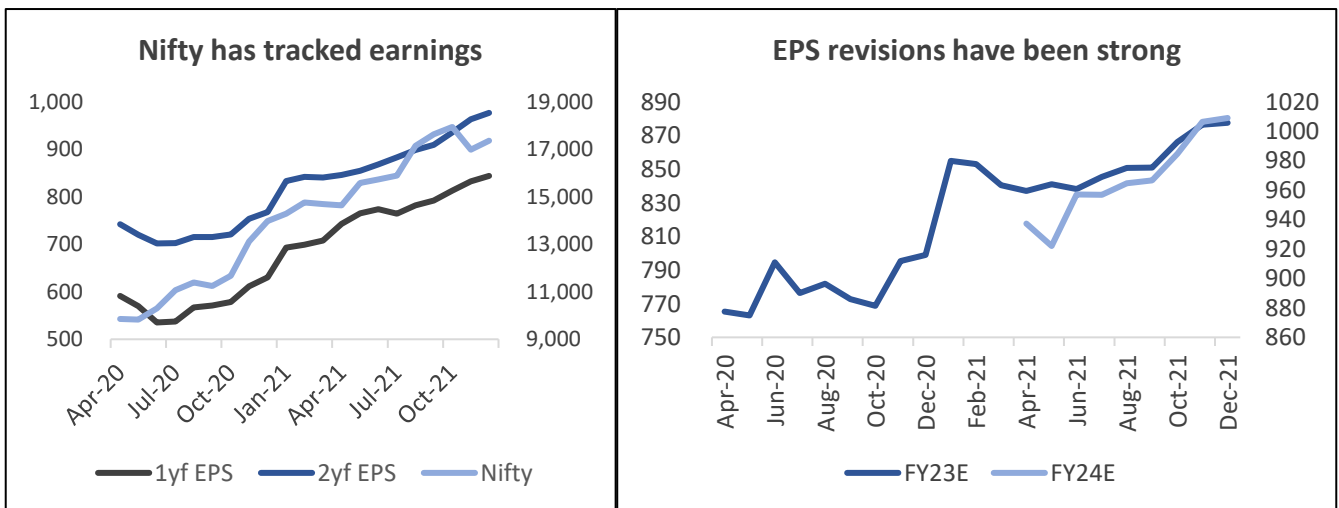 Nifty has tracked earnings
1,000
900
800
700
600
500
19,000
17,000
15,000
13,000
11,000
9,000
Apr-20
Jul-20
Oct-20
Jan-21
Apr-21
Jul-21
Oct-21
1yf EPS
2yf EPS
Nifty
EPS revisions have been strong
890
870
850
830
810
790
770
750
1020
1000
980
960
940
920
900
880
860
Apr-20
Jun-20
Aug-20
Oct-20
Dec-20
Feb-21
Apr-21
Jun-21
Aug-21
Oct-21
Dec-21
FY23E
FY24E